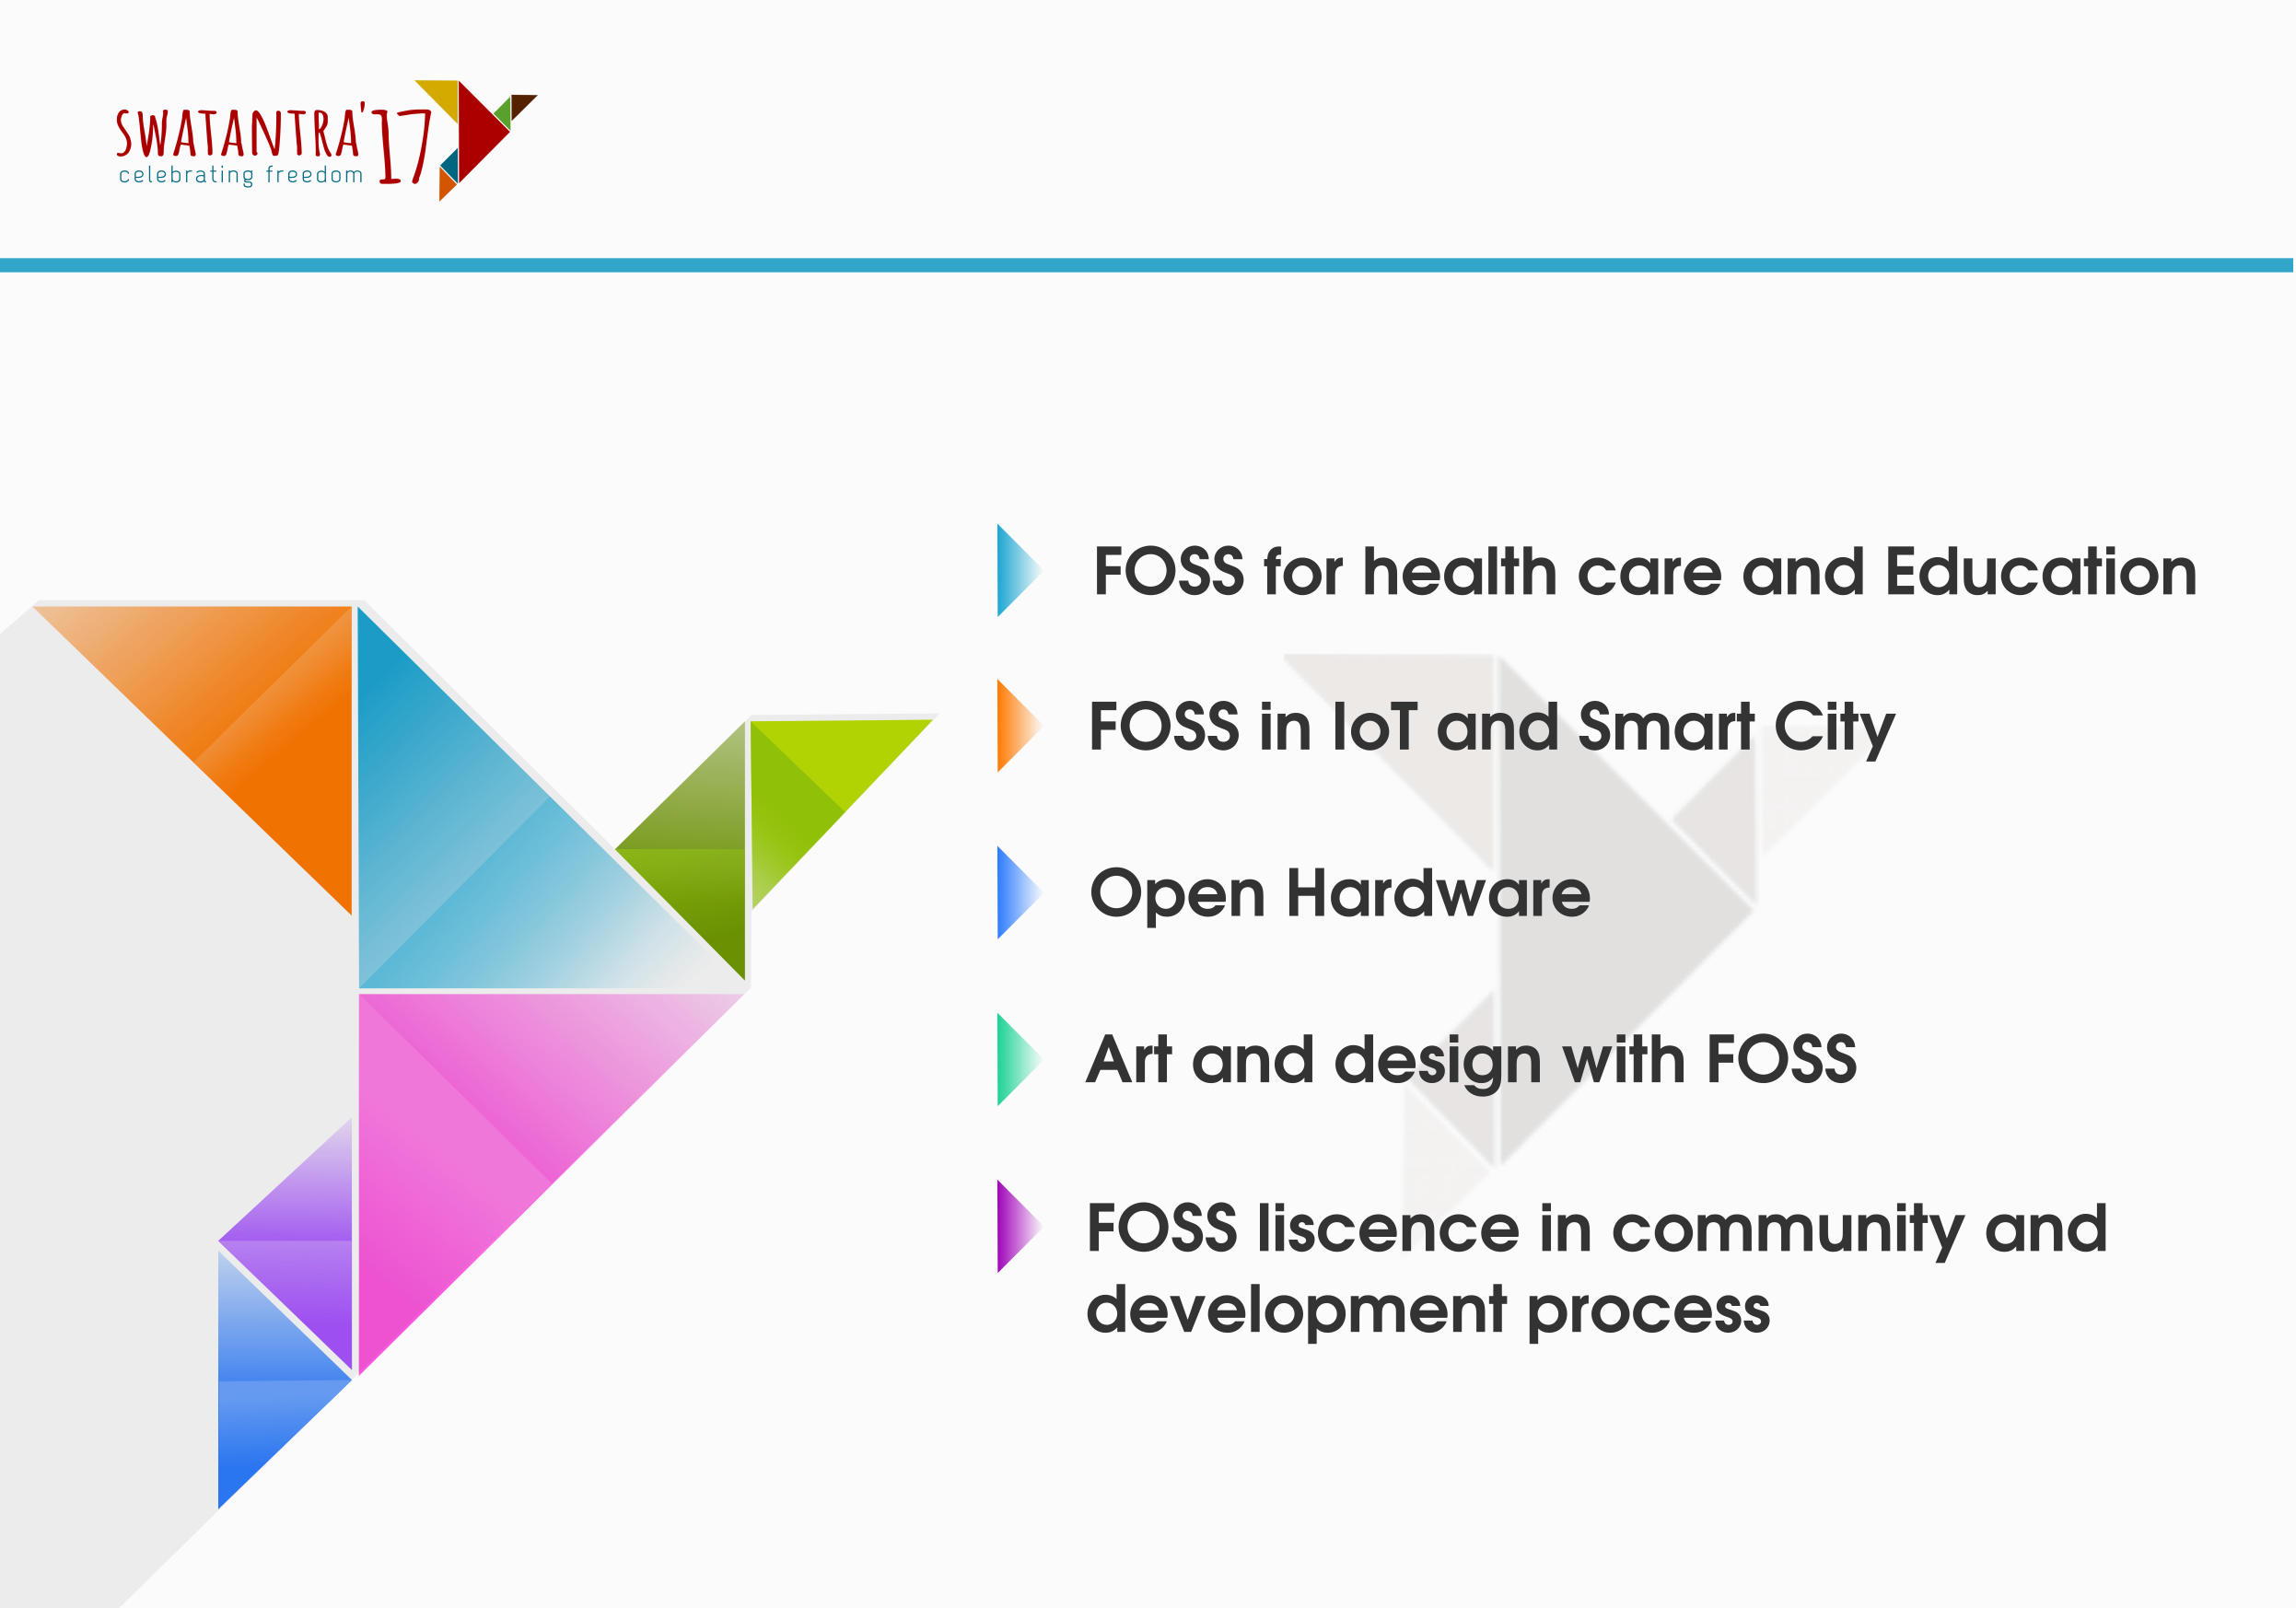 SWATANTRA'17
celebrating freedom
FOSS for health care and Education
FOSS in IoT and Smart City
Open Hardware
Art and design with FOSS
FOSS liscence in community and
development process